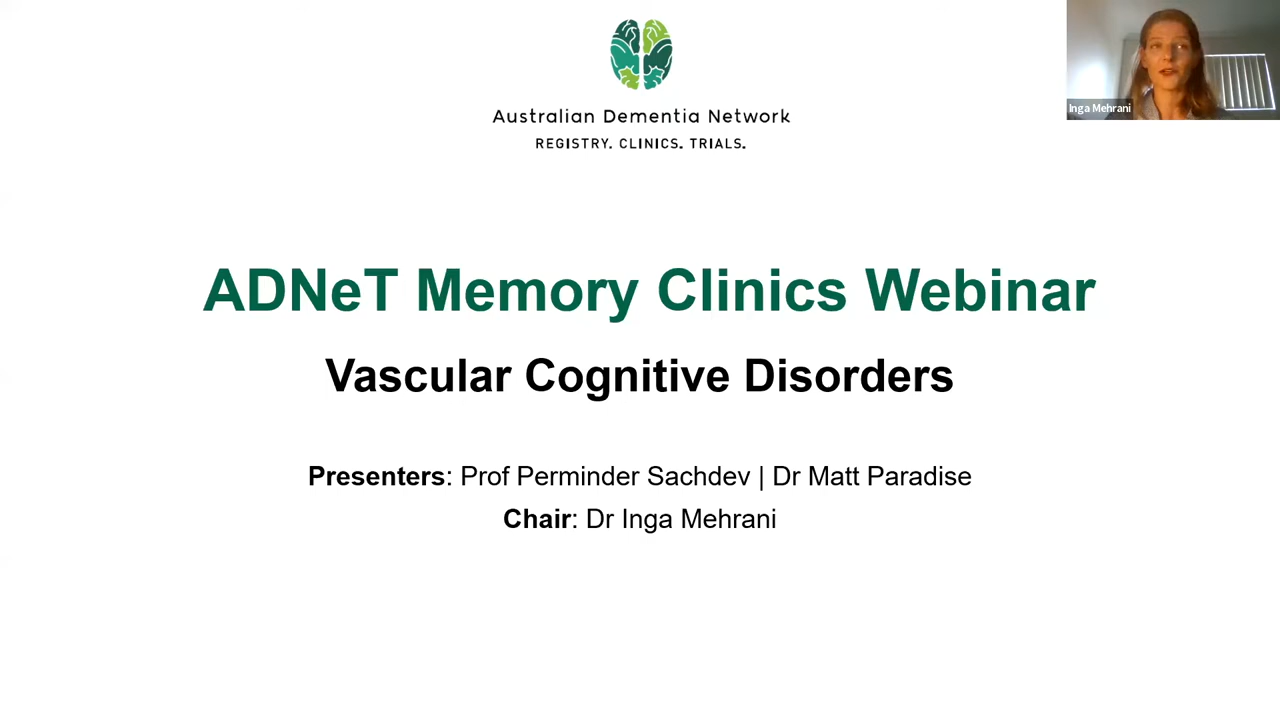 Australian Dementia Network
REGISTRY. CLINICS. TRIALS.
Inga Mehrani
ADNeT Memory Clinics Webinar
Vascular Cognitive Disorders
Presenters: Prof Perminder Sachdev | Dr Matt Paradise
Chair: Dr Inga Mehrani